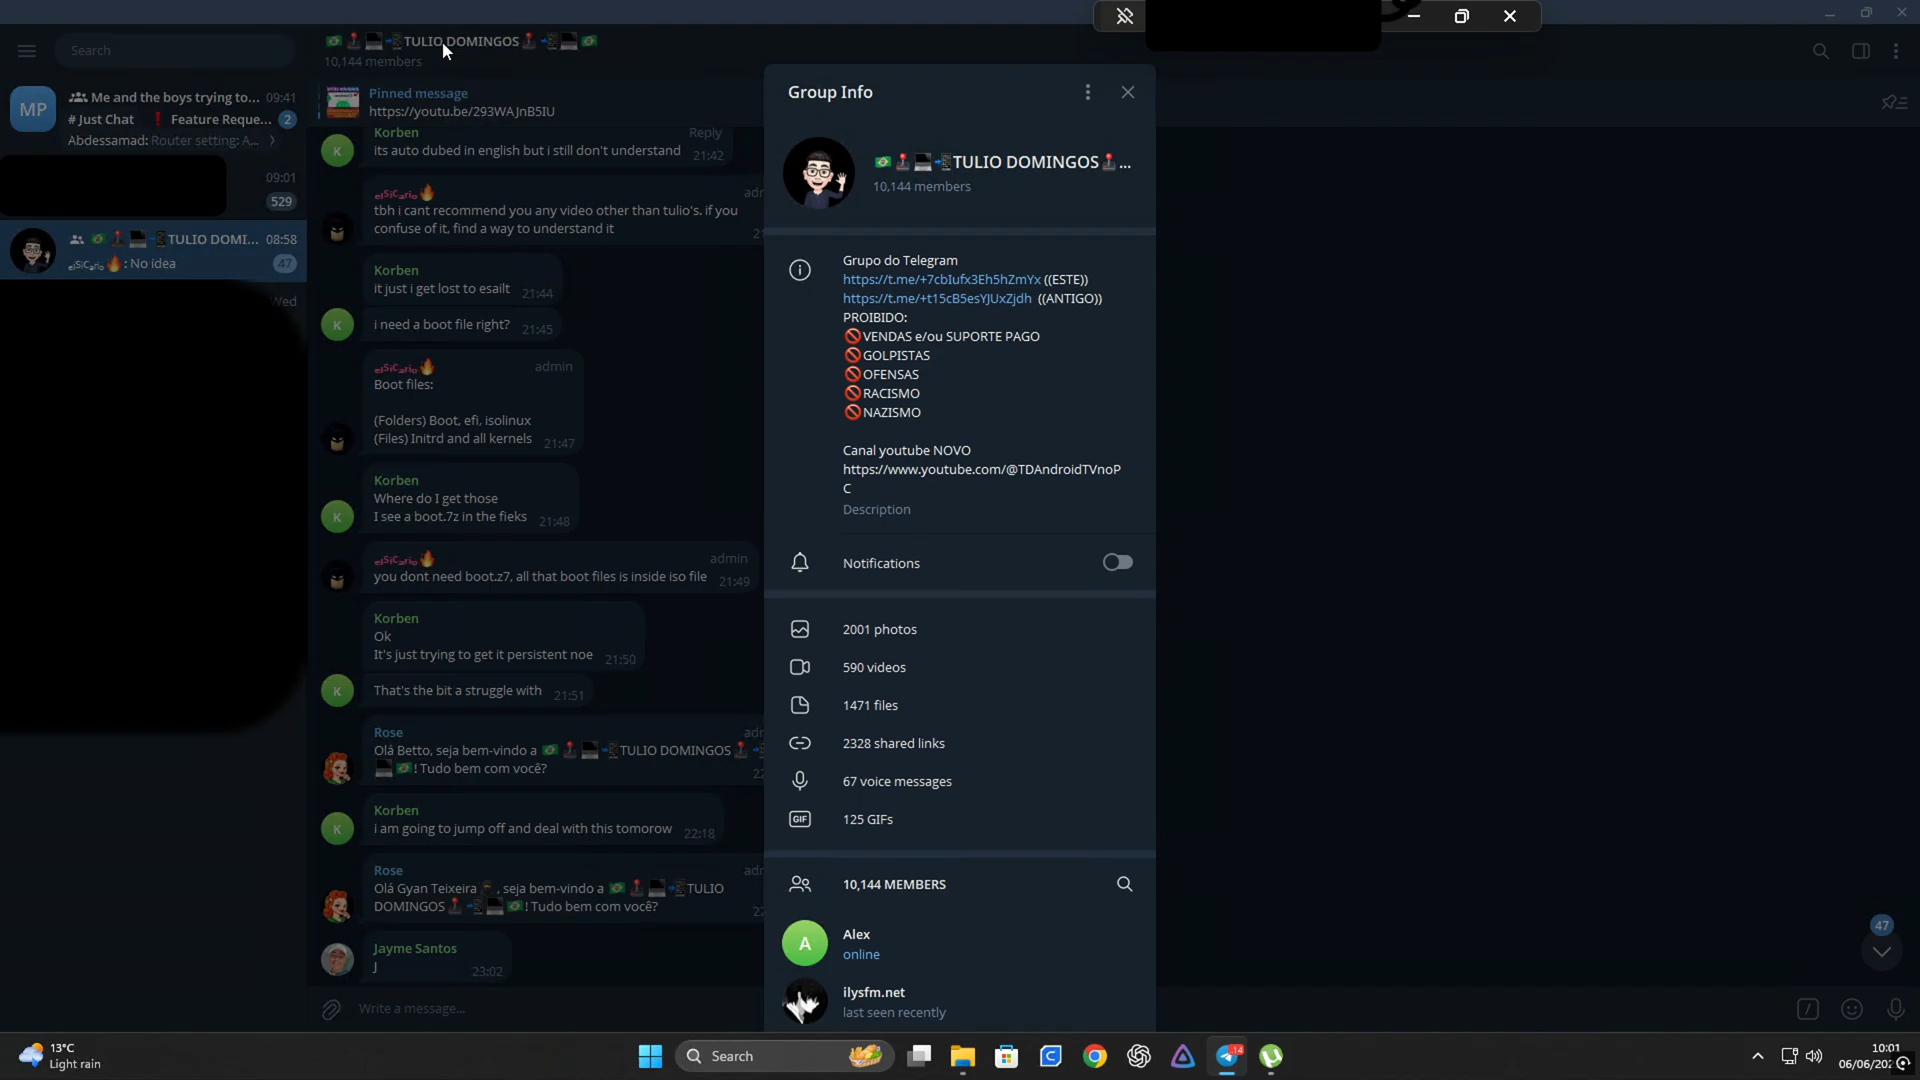 Search
TULIO DOMINGOS
10,144 members
MP
Me and the boys trying to...
09:41
# Just Chat
Feature Reque...
2
Abdessamad: Router setting: A...
09:01
529
TULIO DOMI...
08:58
: No idea
47
Wed
Pinned message
https://youtu.be/293WAJnB5IU
Korben
Reply
its auto dubed in english but i still don't understand
21:42
eᴉSiCₐᵣᵢₒ
tbh i cant recommend you any video other than tulio's. if you
confuse of it, find a way to understand it
Korben
it just i get lost to esailt
21:44
K
i need a boot file right?
21:45
admin
Boot files:
(Folders) Boot, efi, isolinux
(Files) Initrd and all kernels
21:47
Korben
Where do I get those
I see a boot.7z in the fieks
21:48
K
admin
you dont need boot.z7, all that boot files is inside iso file
21:49
Korben
Ok
It's just trying to get it persistent noe
21:50
K
That's the bit a struggle with
21:51
Rose
Olá Betto, seja bem-vindo a
TULIO DOMINGOS
! Tudo bem com você?
Korben
K
i am going to jump off and deal with this tomorow
22:18
Rose
Olá Gyan Teixeira
, seja bem-vindo a
TULIO
DOMINGOS
! Tudo bem com você?
Jayme Santos
J
23:02
Write a message...
Group Info
TULIO DOMINGOS
...
10,144 members
Grupo do Telegram
https://t.me/+7cbIufx3Eh5hZmYx ((ESTE))
https://t.me/+t15cB5esYJUxZjdh ((ANTIGO))
PROIBIDO:
🚫VENDAS e/ou SUPORTE PAGO
🚫GOLPISTAS
🚫OFENSAS
🚫RACISMO
🚫NAZISMO
Canal youtube NOVO
https://www.youtube.com/@TDAndroidTVnoP
C
Description
Notifications
2001 photos
590 videos
1471 files
2328 shared links
67 voice messages
GIF
125 GIFs
10,144 MEMBERS
A
Alex
online
ilysfm.net
last seen recently
47
13°C
Light rain
Search
14
10:01